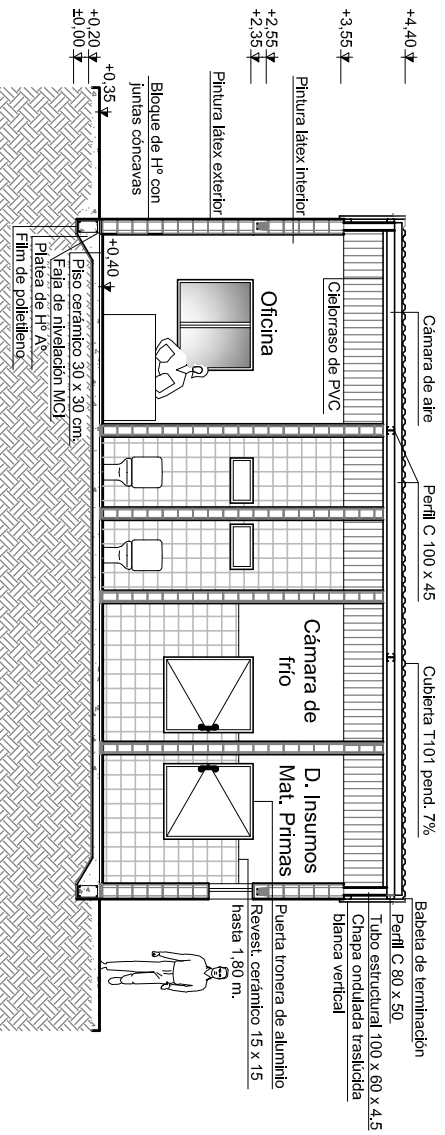 +4,40
+3,55
+2,55
+2,35
+0,20
±0,00
+0,35
+0,40
Cámara de aire
Perfil C 100 x 45
Cubierta T101 pend. 7%
Babeta de terminación
Perfil C 80 x 50
Tubo estructural 100 x 60 x 4.5
Chapa ondulada traslúcida
blanca vertical
Pintura látex interior
Pintura látex exterior
Bloque de Hº con
juntas cóncavas
Cielorraso de PVC
Oficina
Cámara de
frío
D. Insumos
Mat. Primas
Puerta tronera de aluminio
Revest. cerámico 15 x 15
hasta 1,80 m.
Piso cerámico 30 x 30 cm.
Faja de nivelación MCI
Platea de Hº Aº
Film de polietileno